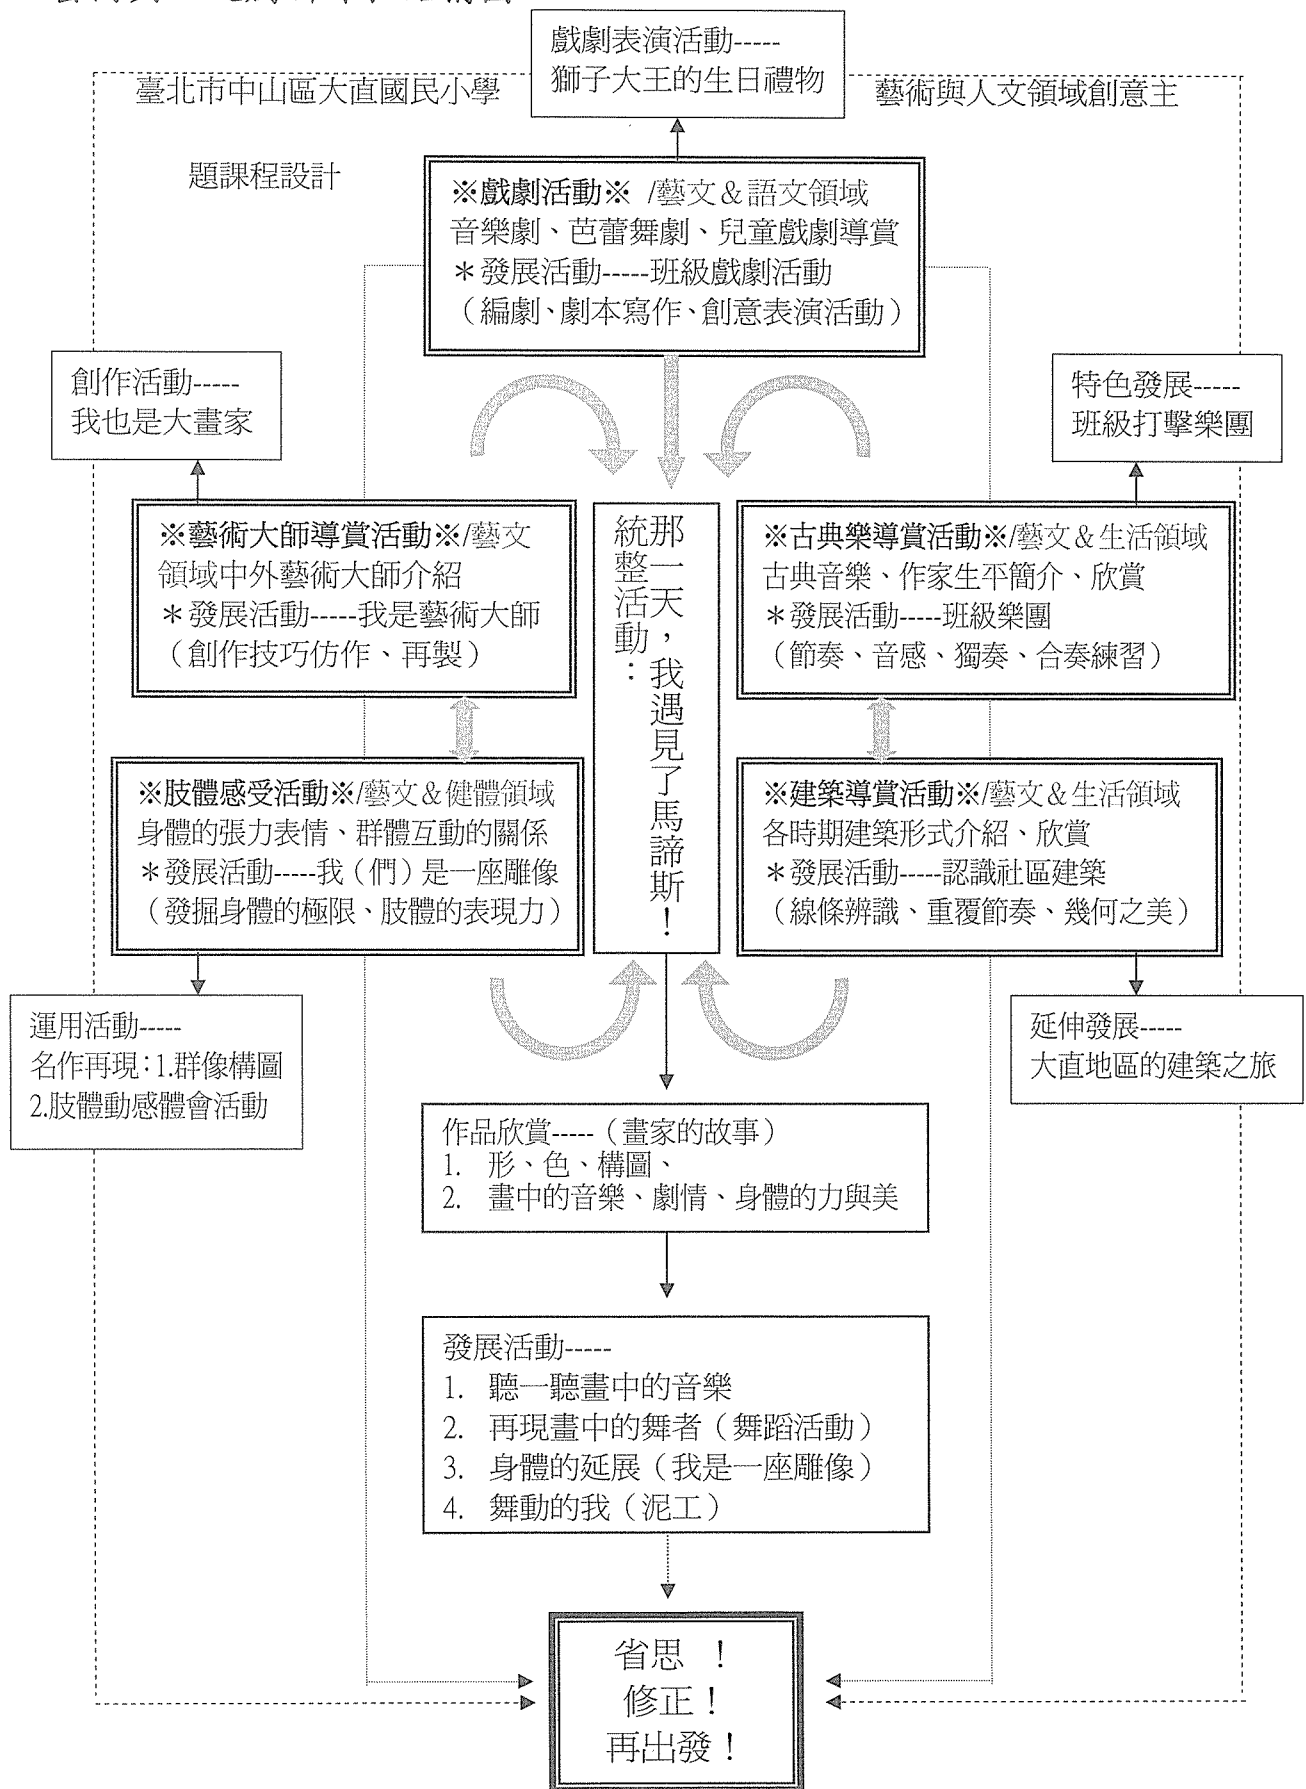 戲劇表演活動-----
獅子大王的生日禮物
臺北市中山區大直國民小學
藝術與人文領域創意主
題課程設計
※戲劇活動※ /藝文&語文領域
音樂劇、芭蕾舞劇、兒童戲劇導賞
＊發展活動-----班級戲劇活動
（編劇、劇本寫作、創意表演活動）
創作活動-----
我也是大畫家
特色發展-----
班級打擊樂團
※藝術大師導賞活動※/藝文
領域中外藝術大師介紹
＊發展活動-----我是藝術大師
（創作技巧仿作、再製）
統整活動：
那一天，我遇見了馬諦斯！
※古典樂導賞活動※/藝文&生活領域
古典音樂、作家生平簡介、欣賞
＊發展活動-----班級樂團
（節奏、音感、獨奏、合奏練習）
※肢體感受活動※/藝文&健體領域
身體的張力表情、群體互動的關係
＊發展活動-----我（們）是一座雕像
（發掘身體的極限、肢體的表現力）
※建築導賞活動※/藝文&生活領域
各時期建築形式介紹、欣賞
＊發展活動-----認識社區建築
（線條辨識、重覆節奏、幾何之美）
運用活動-----
名作再現：1.群像構圖
2.肢體動感體會活動
延伸發展-----
大直地區的建築之旅
作品欣賞-----（畫家的故事）
1. 形、色、構圖、
2. 畫中的音樂、劇情、身體的力與美
發展活動-----
1. 聽一聽畫中的音樂
2. 再現畫中的舞者（舞蹈活動）
3. 身體的延展（我是一座雕像）
4. 舞動的我（泥工）
省思 ！
修正！
再出發！